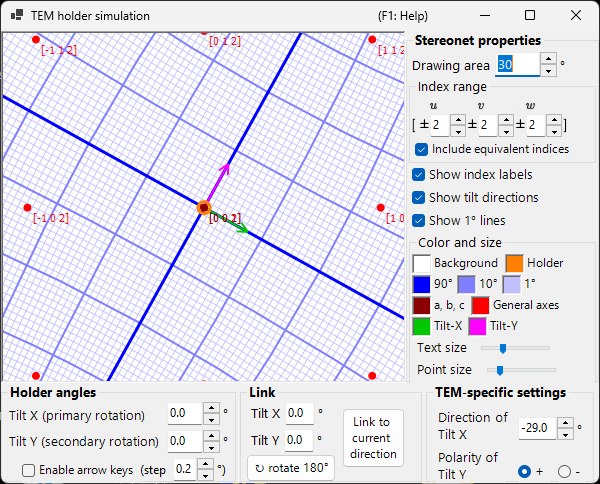 TEM holder simulation (F1: Help)
[-1 1 2]
[0 1 2]
[1 1 2]
[-1 0 2]
[0 0 1]
[1 0
Stereonet properties
Drawing area 30 °
Index range
u v w
[ ± 2 ± 2 ± 2 ]
Include equivalent indices
Show index labels
Show tilt directions
Show 1° lines
Color and size
Background Holder
90° 10° 1°
a, b, c General axes
Tilt-X Tilt-Y
Text size
Point size
Holder angles
Tilt X (primary rotation) 0.0 °
Tilt Y (secondary rotation) 0.0 °
Enable arrow keys (step 0.2 °)
Link
Tilt X 0.0 °
Tilt Y 0.0 °
↻ rotate 180°
Link to
current
direction
TEM-specific settings
Direction of
Tilt X
-29.0 °
Polarity of
Tilt Y
+ -